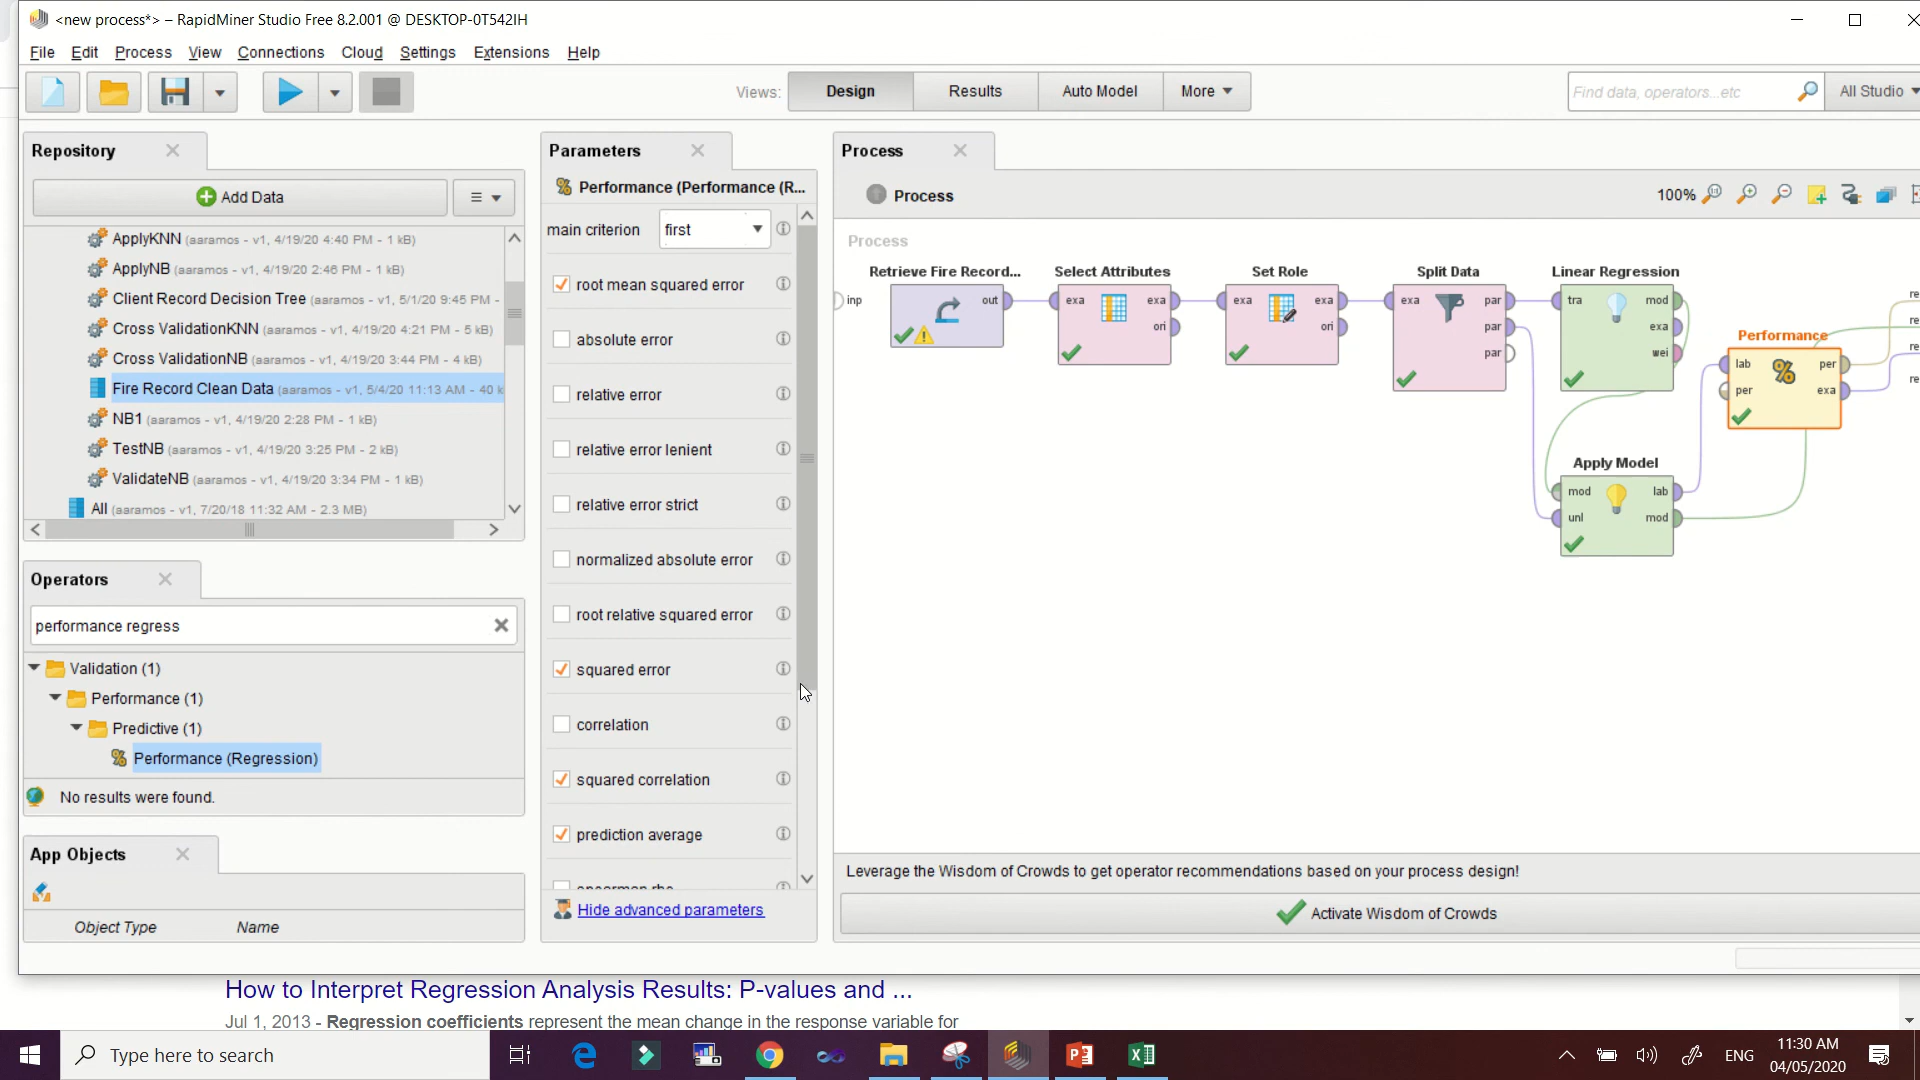 <new process*> – RapidMiner Studio Free 8.2.001 @ DESKTOP-0T542IH
File Edit Process View Connections Cloud Settings Extensions Help
Views: Design Results Auto Model More
Find data, operators...etc
All Studio
Repository
Add Data
ApplyKNN (aaramos - v1, 4/19/20 4:40 PM - 1 kB)
ApplyNB (aaramos - v1, 4/19/20 2:46 PM - 1 kB)
Client Record Decision Tree (aaramos - v1, 5/1/20 9:45 PM -
Cross ValidationKNN (aaramos - v1, 4/19/20 4:21 PM - 5 kB)
Cross ValidationNB (aaramos - v1, 4/19/20 3:44 PM - 4 kB)
Fire Record Clean Data (aaramos - v1, 5/4/20 11:13 AM - 40 k
NB1 (aaramos - v1, 4/19/20 2:28 PM - 1 kB)
TestNB (aaramos - v1, 4/19/20 3:25 PM - 2 kB)
ValidateNB (aaramos - v1, 4/19/20 3:34 PM - 1 kB)
All (aaramos - v1, 7/20/18 11:32 AM - 2.3 MB)
Operators
performance regress
Validation (1)
Performance (1)
Predictive (1)
Performance (Regression)
No results were found.
App Objects
Object Type Name
Parameters
Performance (Performance (R...
main criterion first
root mean squared error
absolute error
relative error
relative error lenient
relative error strict
normalized absolute error
root relative squared error
squared error
correlation
squared correlation
prediction average
Hide advanced parameters
Process
Process
100%
Process
inp
Retrieve Fire Record...
out
Select Attributes
exa exa
ori
Set Role
exa exa
ori
Split Data
exa par
par
par
Linear Regression
tra mod
exa
wei
Performance
lab per
per exa
Apply Model
mod lab
unl mod
re
re
re
re
Leverage the Wisdom of Crowds to get operator recommendations based on your process design!
Activate Wisdom of Crowds
How to Interpret Regression Analysis Results: P-values and ...
Jul 1, 2013 - Regression coefficients represent the mean change in the response variable for
Type here to search
ENG
11:30 AM
04/05/2020